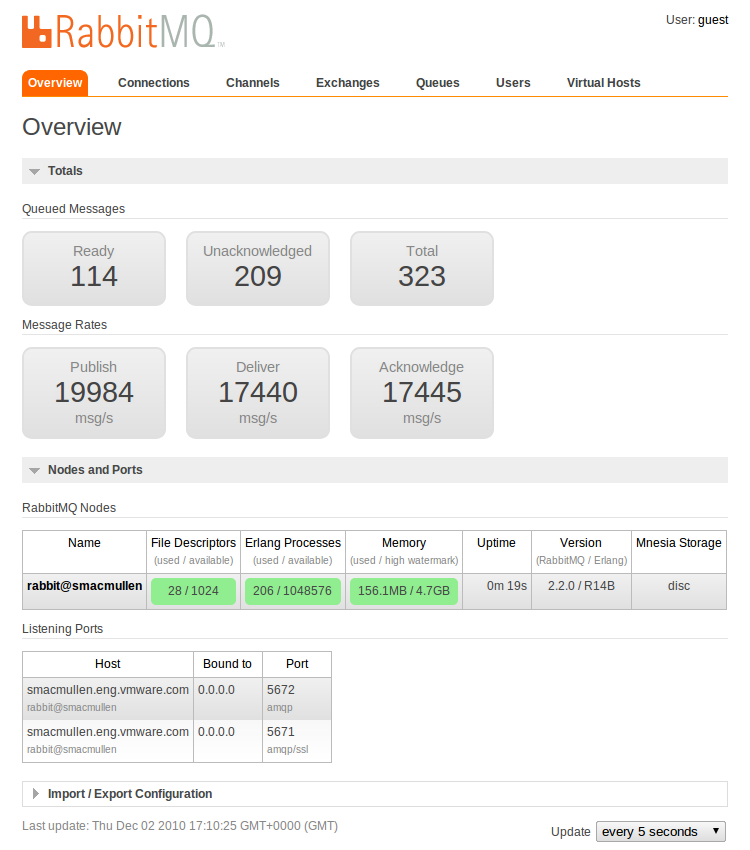 RabbitMQ TM
User: guest
Overview Connections Channels Exchanges Queues Users Virtual Hosts
Overview
Totals
Queued Messages
Ready Unacknowledged Total
114 209 323
Message Rates
Publish Deliver Acknowledge
19984 17440 17445
msg/s msg/s msg/s
Nodes and Ports
RabbitMQ Nodes
Name File Descriptors Erlang Processes Memory Uptime Version Mnesia Storage
(used / available) (used / available) (used / high watermark) (RabbitMQ / Erlang)
rabbit@smacmullen 28 / 1024 206 / 1048576 156.1MB / 4.7GB 0m 19s 2.2.0 / R14B disc
Listening Ports
Host Bound to Port
smacmullen.eng.vmware.com 0.0.0.0 5672
rabbit@smacmullen amqp
smacmullen.eng.vmware.com 0.0.0.0 5671
rabbit@smacmullen amqp/ssl
Import / Export Configuration
Last update: Thu Dec 02 2010 17:10:25 GMT+0000 (GMT)
Update every 5 seconds